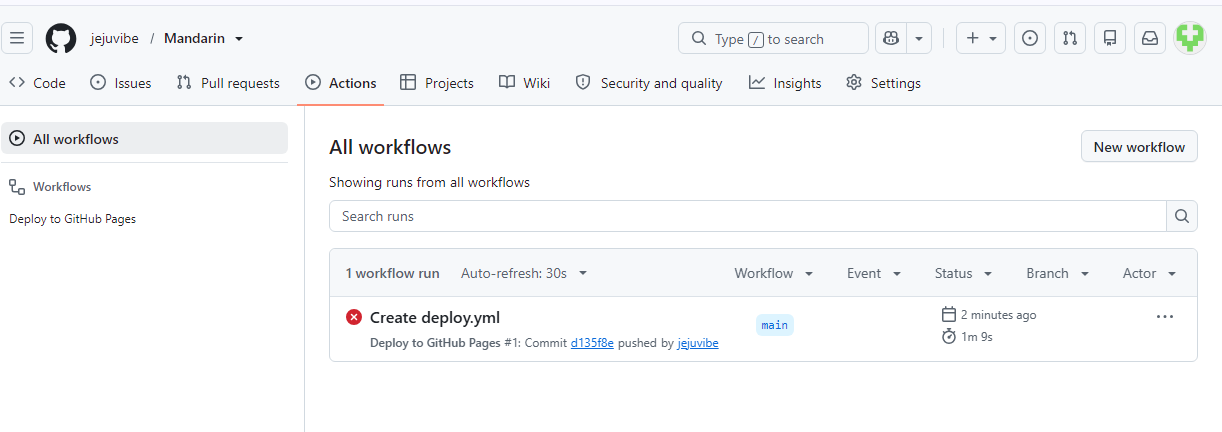 jejuvibe / Mandarin
Type / to search
Code Issues Pull requests Actions Projects Wiki Security and quality Insights Settings
All workflows
Workflows
Deploy to GitHub Pages
All workflows
New workflow
Showing runs from all workflows
Search runs
1 workflow run Auto-refresh: 30s Workflow Event Status Branch Actor
Create deploy.yml
Deploy to GitHub Pages #1: Commit d135f8e pushed by jejuvibe
main
2 minutes ago
1m 9s